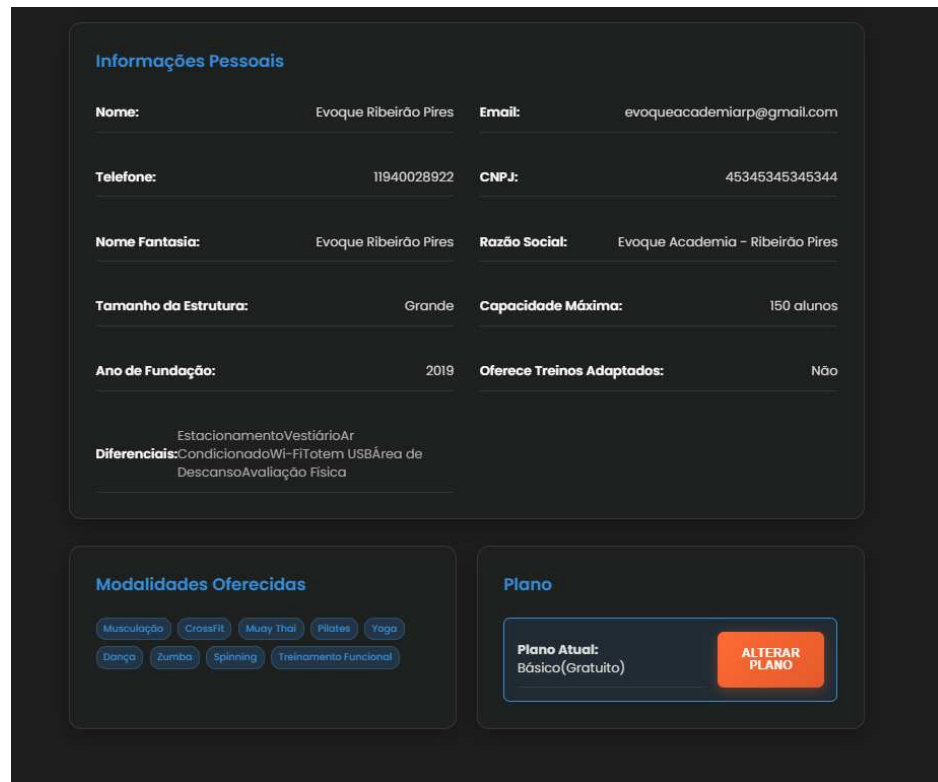 Informações Pessoais
Nome: Evoque Ribeirão Pires Email: evoqueacademiarp@gmail.com
Telefone: 11940028922 CNPJ: 45345345345344
Nome Fantasia: Evoque Ribeirão Pires Razão Social: Evoque Academia - Ribeirão Pires
Tamanho da Estrutura: Grande Capacidade Máxima: 150 alunos
Ano de Fundação: 2019 Oferece Treinos Adaptados: Não
EstacionamentoVestiárioAr
Diferenciais:CondicionadoWi-FiTotem USBÁrea de
DescansoAvaliação Física
Modalidades Oferecidas
Musculação CrossFit Muay Thai Pilates Yoga
Dança Zumba Spinning Treinamento Funcional
Plano
Plano Atual:
Básico(Gratuito)
ALTERAR
PLANO